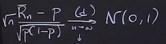 √n (R̄n - p) / √(p(1-p)) (d) → n→∞ N(0,1)